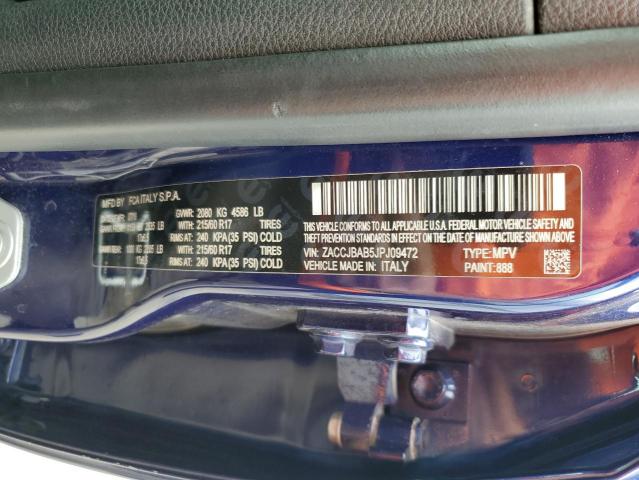 MFD BY FCA ITALY S.P.A.
GVWR: 2080 KG 4586 LB
WITH: 215/60 R17 TIRES
RIMS AT: 240 KPA(35 PSI) COLD
WITH: 215/60 R17 TIRES
RIMS AT: 240 KPA(35 PSI) COLD
THIS VEHICLE CONFORMS TO ALL APPLICABLE U.S.A. FEDERAL MOTOR VEHICLE SAFETY
AND THEFT PREVENTION STANDARDS IN EFFECT ON THE DATE OF MANUFACTURE SHOWN ABOVE
VIN: ZACCJBAB5JPJ09472 TYPE: MPV
VEHICLE MADE IN: ITALY PAINT: 888